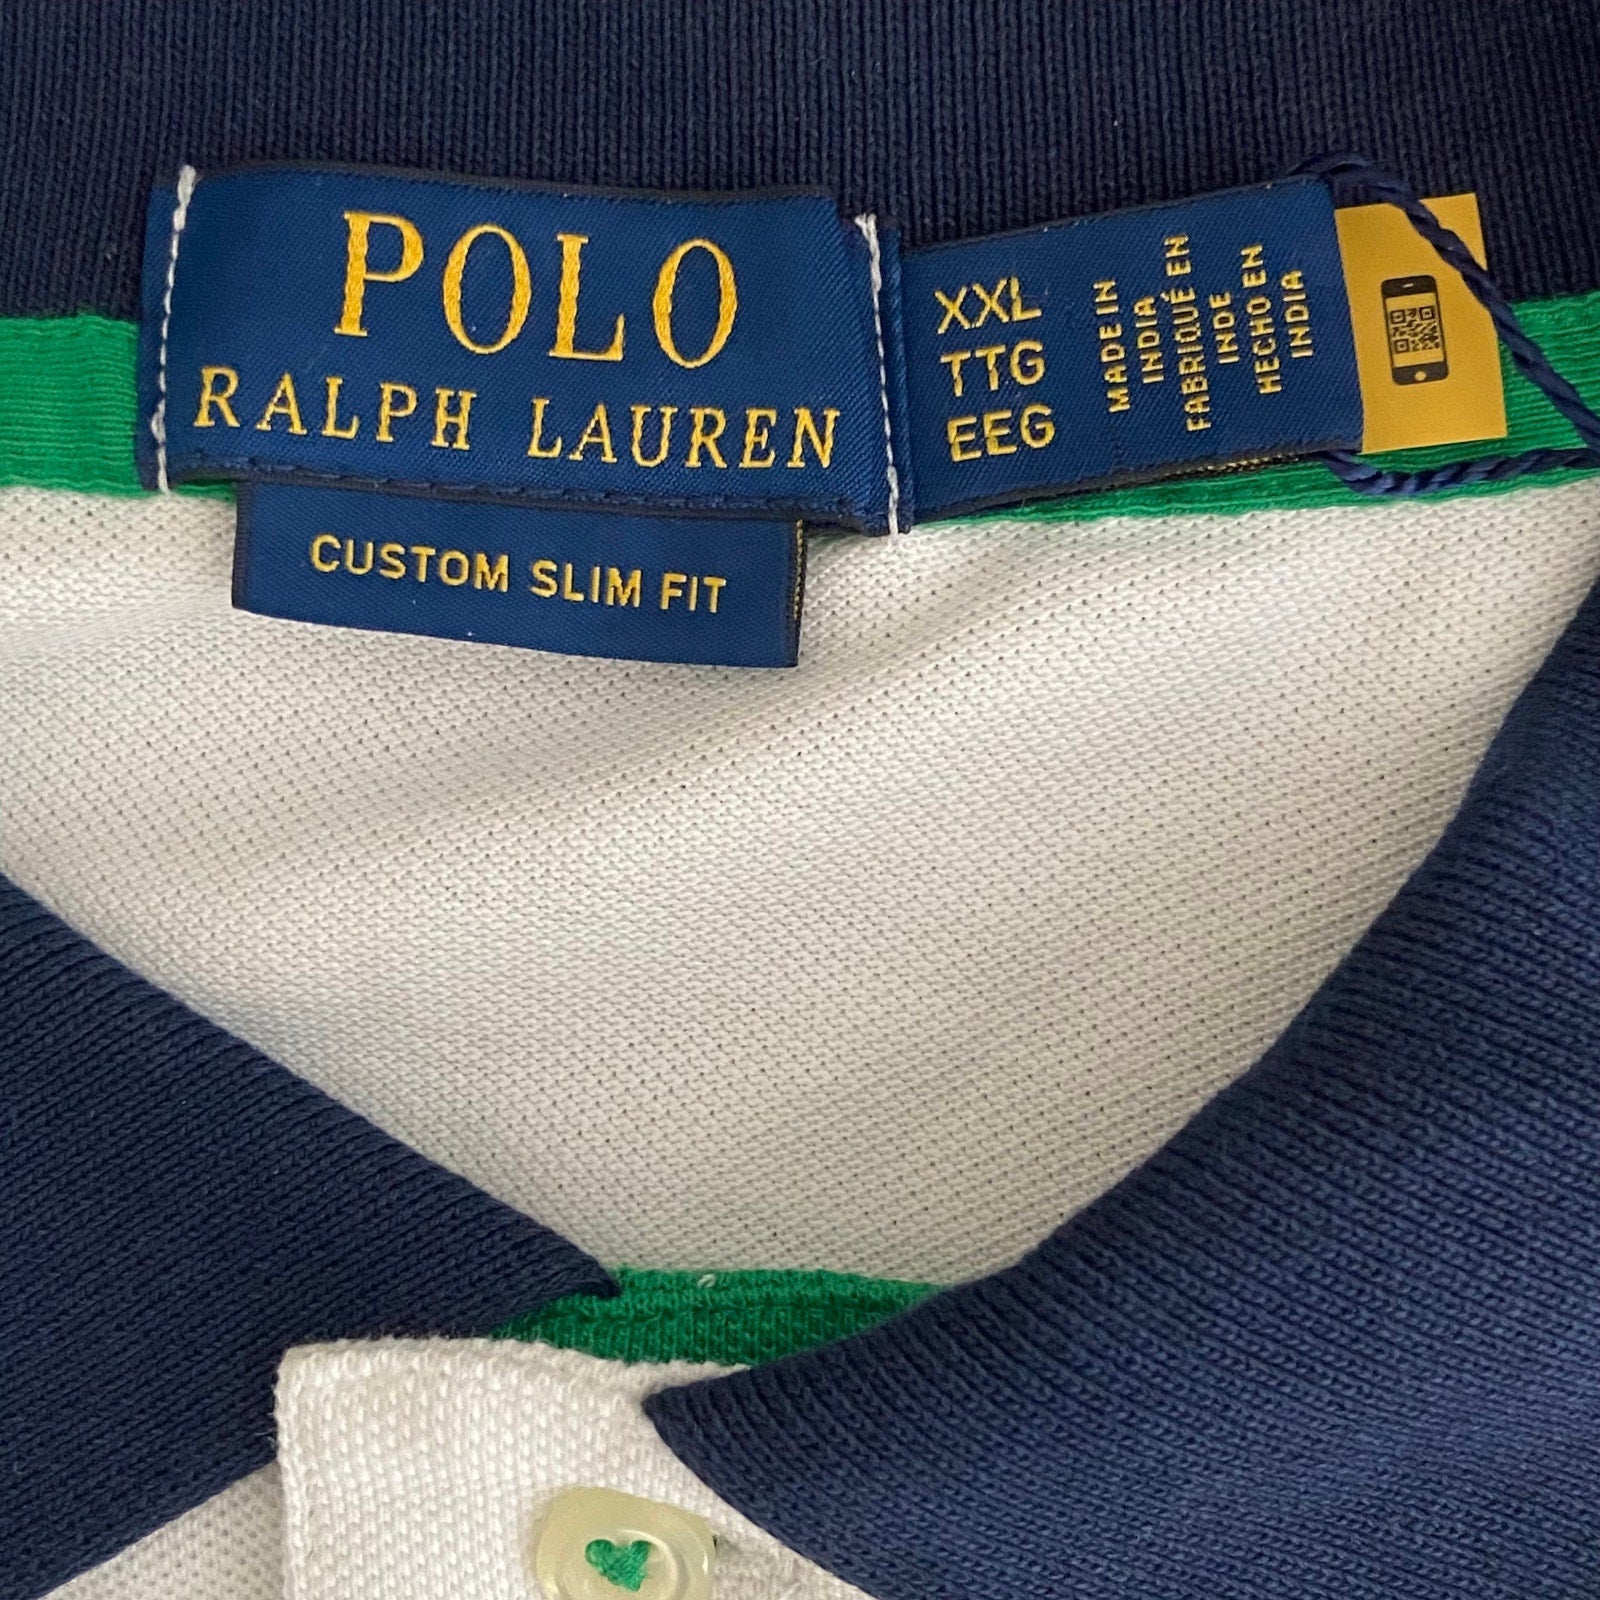 POLO
RALPH LAUREN
CUSTOM SLIM FIT
XXL
TTG
EEG
MADE IN
INDIA
FABRIQUÉ EN
INDE
HECHO EN
INDIA